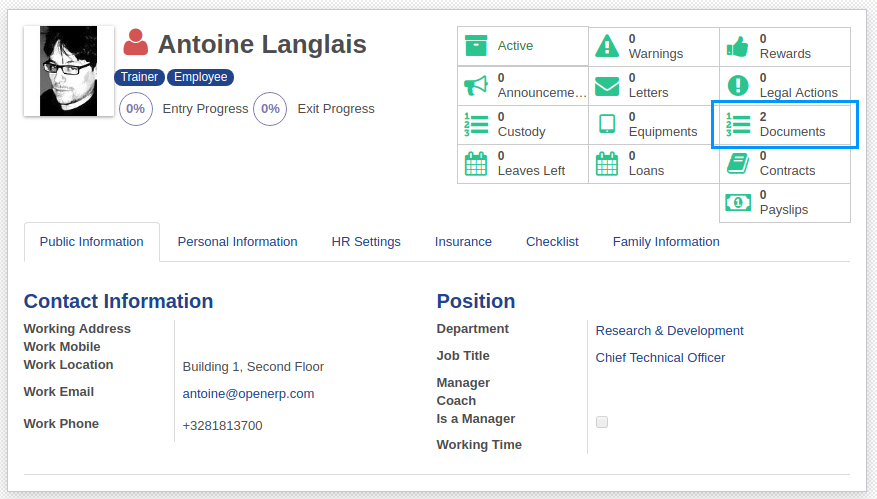 Antoine Langlais
Trainer Employee
0% Entry Progress 0% Exit Progress
Active
0
Warnings
0
Rewards
0
Announceme...
0
Letters
0
Legal Actions
0
Custody
0
Equipments
2
Documents
0
Leaves Left
0
Loans
0
Contracts
0
Payslips
Public Information Personal Information HR Settings Insurance Checklist Family Information
Contact Information
Working Address
Work Mobile
Work Location Building 1, Second Floor
Work Email antoine@openerp.com
Work Phone +3281813700
Position
Department Research & Development
Job Title Chief Technical Officer
Manager
Coach
Is a Manager
Working Time